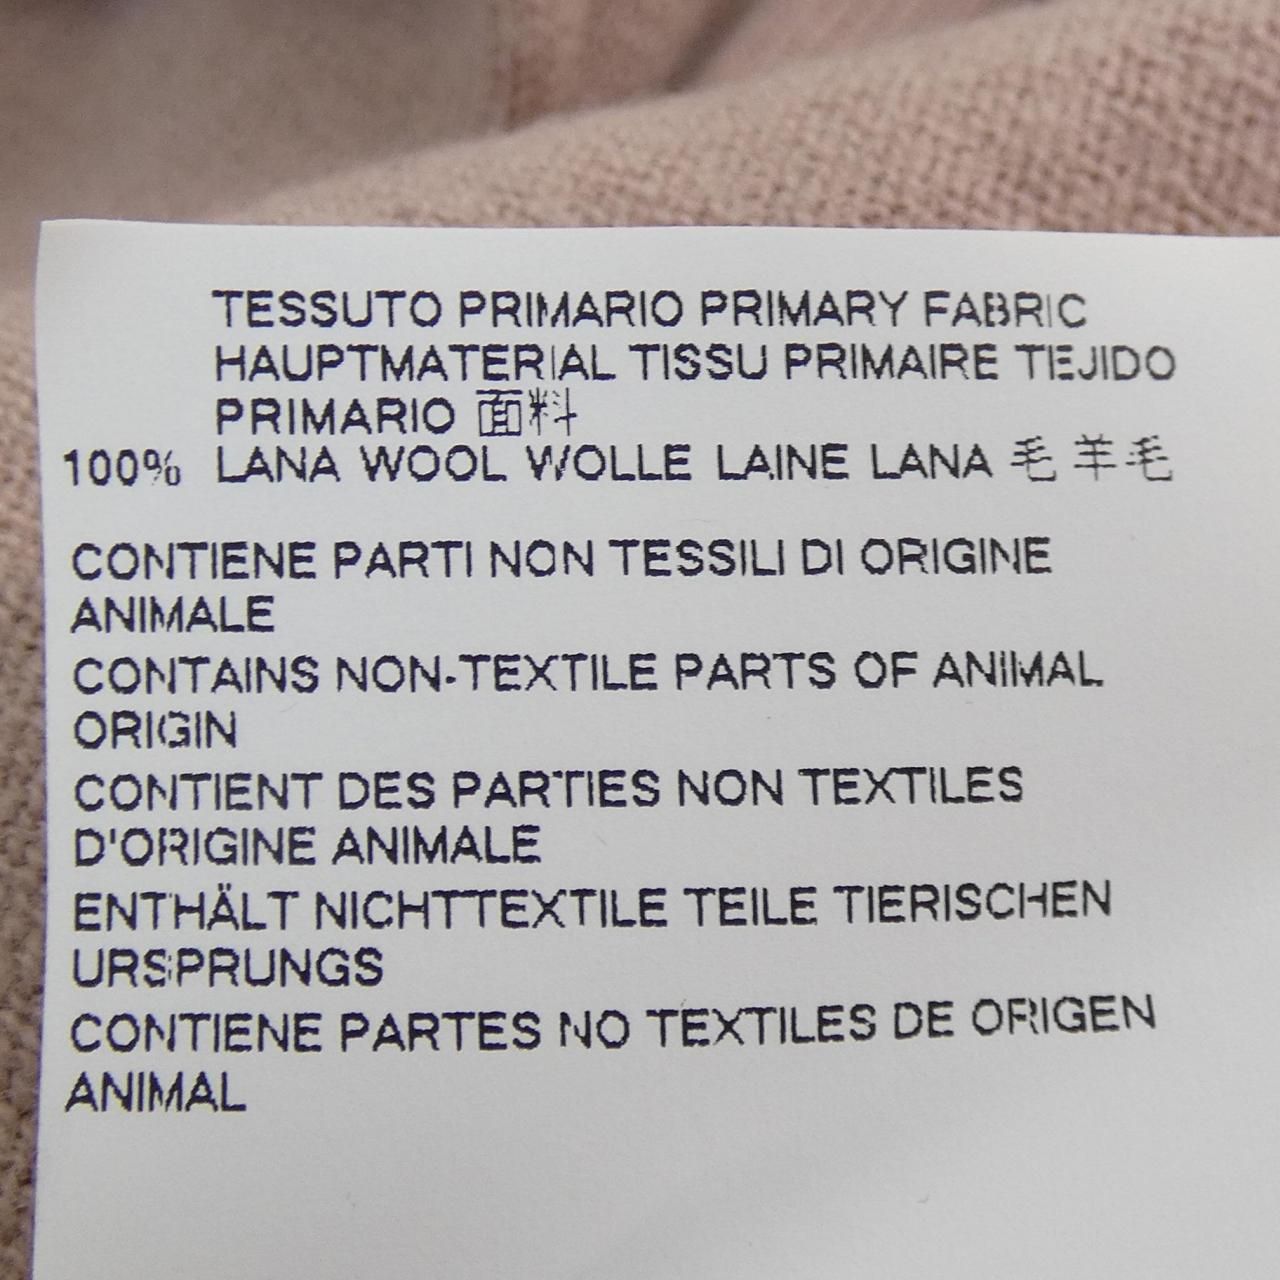 TESSUTO PRIMARIO PRIMARY FABRIC
HAUPTMATERIAL TISSU PRIMAIRE TEJIDO
PRIMARIO 面料
100% LANA WOOL WOLLE LAINE LANA 毛 羊毛
CONTIENE PARTI NON TESSILI DI ORIGINE
ANIMALE
CONTAINS NON-TEXTILE PARTS OF ANIMAL
ORIGIN
CONTIENT DES PARTIES NON TEXTILES
D'ORIGINE ANIMALE
ENTHÄLT NICHTTEXTILE TEILE TIERISCHEN
URSPRUNGS
CONTIENE PARTES NO TEXTILES DE ORIGEN
ANIMAL